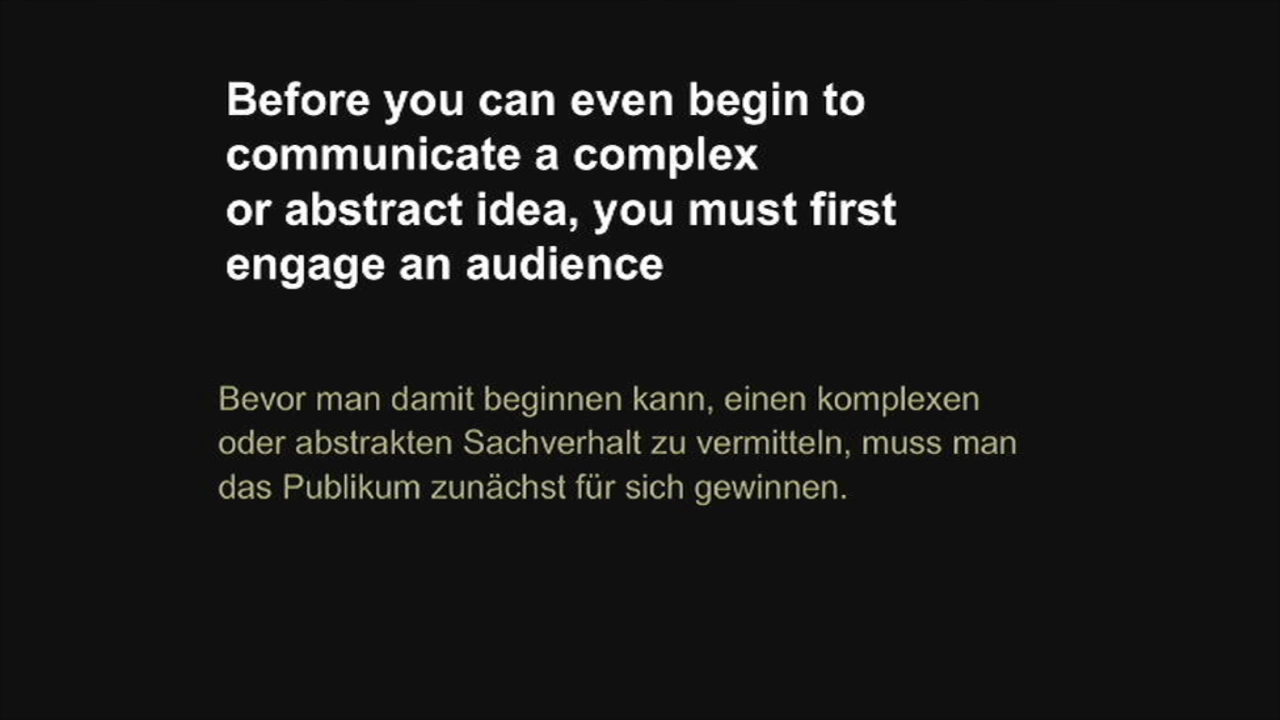 Before you can even begin to
communicate a complex
or abstract idea, you must first
engage an audience
Bevor man damit beginnen kann, einen komplexen
oder abstrakten Sachverhalt zu vermitteln, muss man
das Publikum zunächst für sich gewinnen.